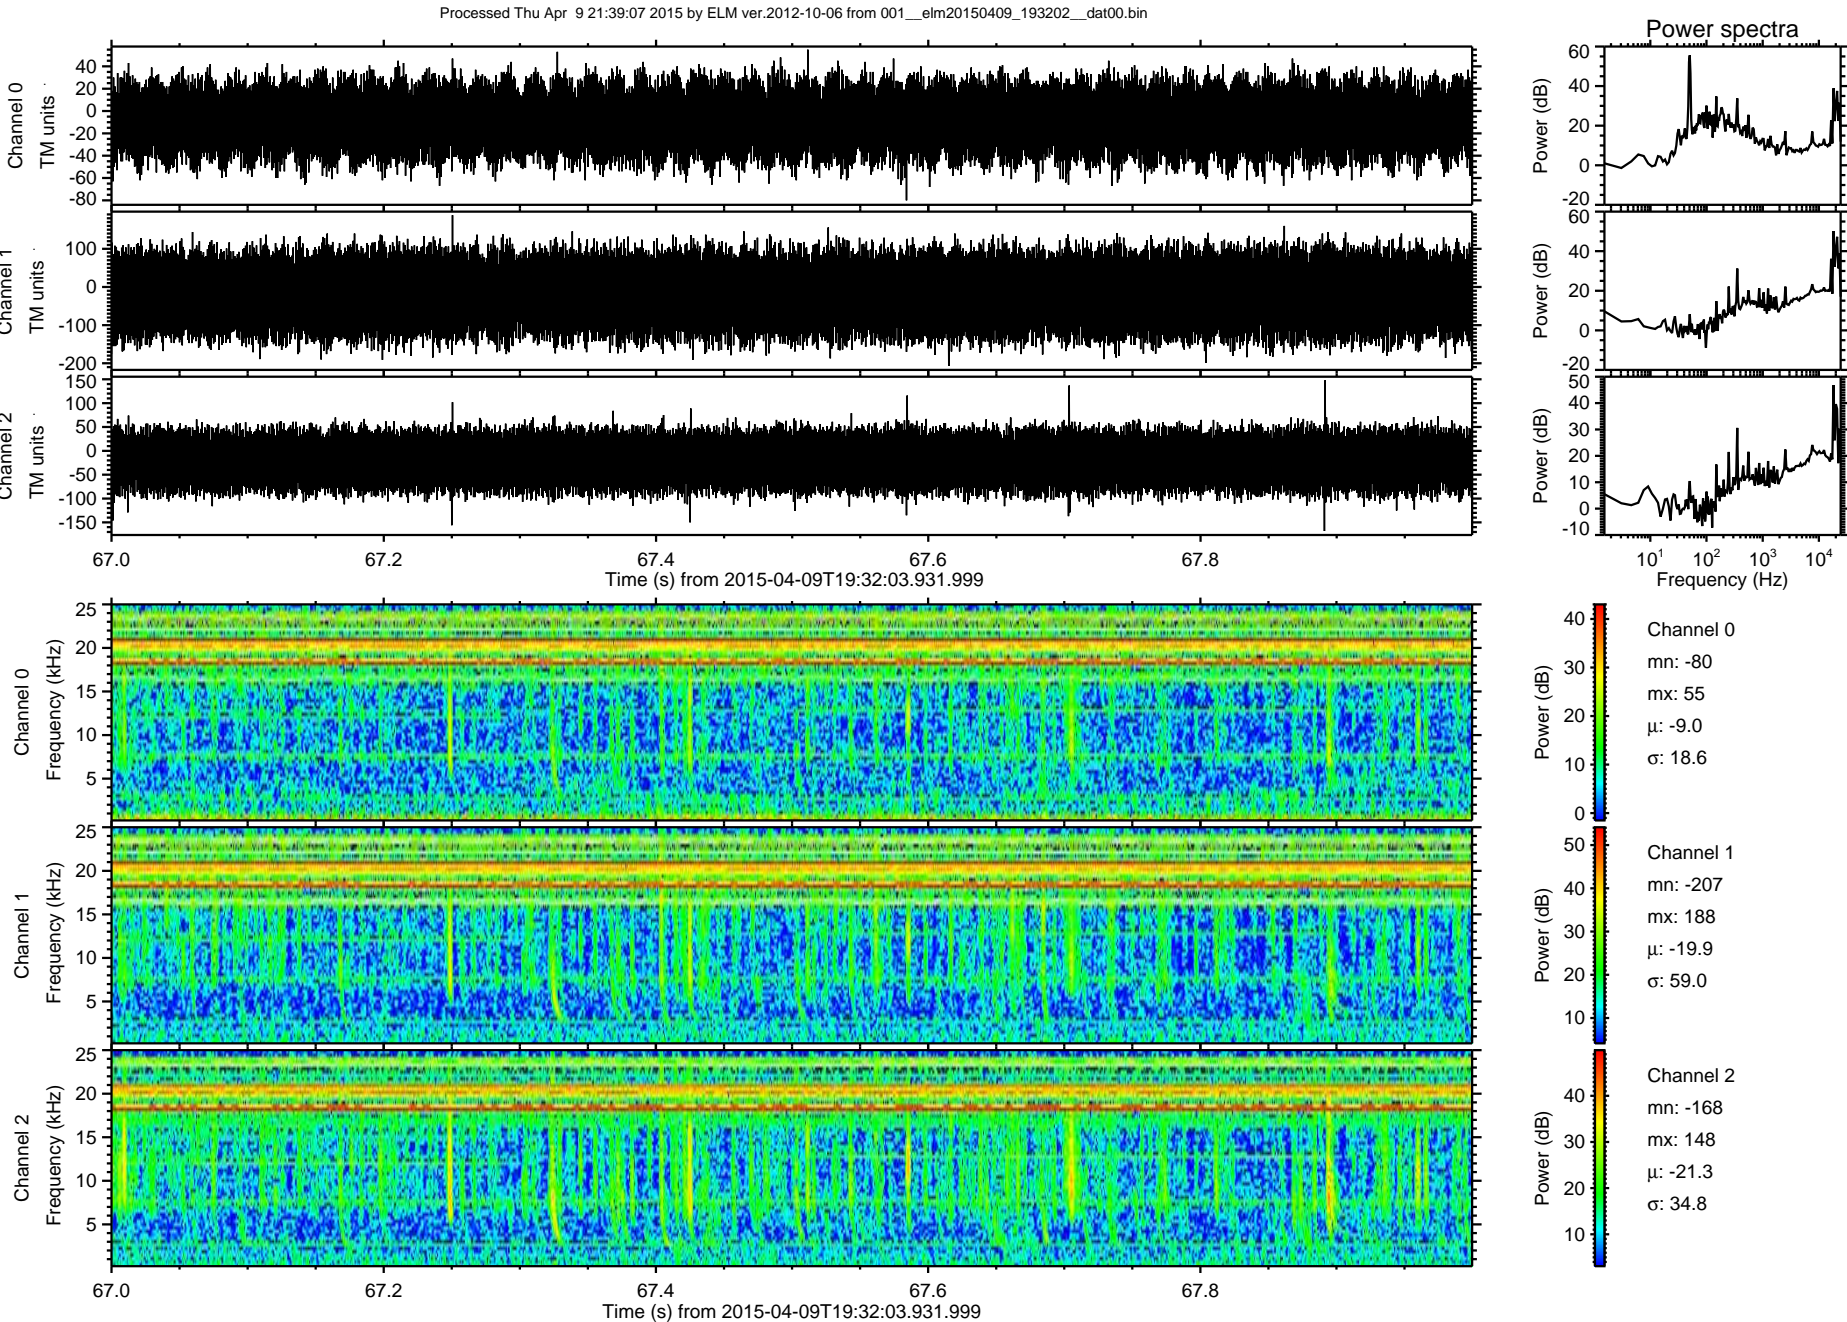 Processed Thu Apr  9 21:39:07 2015 by ELM ver.2012-10-06 from 001__elm20150409_193202__dat00.bin
Power spectra
Channel 0
TM units
40
20
0
-20
-40
-60
-80
Power (dB)
60
40
20
0
-20
Channel 1
TM units
100
0
-100
-200
Power (dB)
60
40
20
0
-20
Channel 2
TM units
150
100
50
0
-50
-100
-150
Power (dB)
50
40
30
20
10
0
-10
67.0 67.2 67.4 67.6 67.8
Time (s) from 2015-04-09T19:32:03.931.999
10¹ 10² 10³ 10⁴
Frequency (Hz)
Channel 0
Frequency (kHz)
25
20
15
10
5
Power (dB)
40
30
20
10
0
Channel 0
mn: -80
mx: 55
μ: -9.0
σ: 18.6
Channel 1
Frequency (kHz)
25
20
15
10
5
Power (dB)
50
40
30
20
10
Channel 1
mn: -207
mx: 188
μ: -19.9
σ: 59.0
Channel 2
Frequency (kHz)
25
20
15
10
5
Power (dB)
40
30
20
10
Channel 2
mn: -168
mx: 148
μ: -21.3
σ: 34.8
67.0 67.2 67.4 67.6 67.8
Time (s) from 2015-04-09T19:32:03.931.999